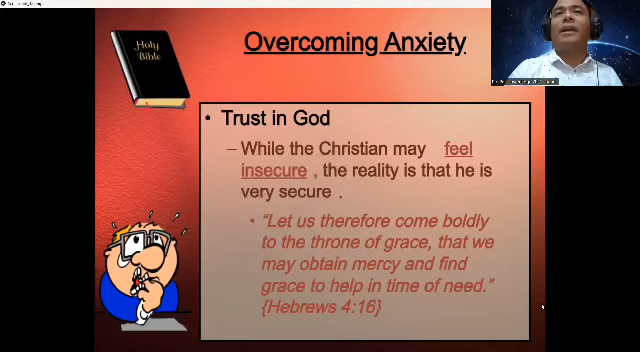 Holy
Bible
Overcoming Anxiety
• Trust in God
– While the Christian may feel
insecure , the reality is that he is
very secure .
• "Let us therefore come boldly
to the throne of grace, that we
may obtain mercy and find
grace to help in time of need."
{Hebrews 4:16}